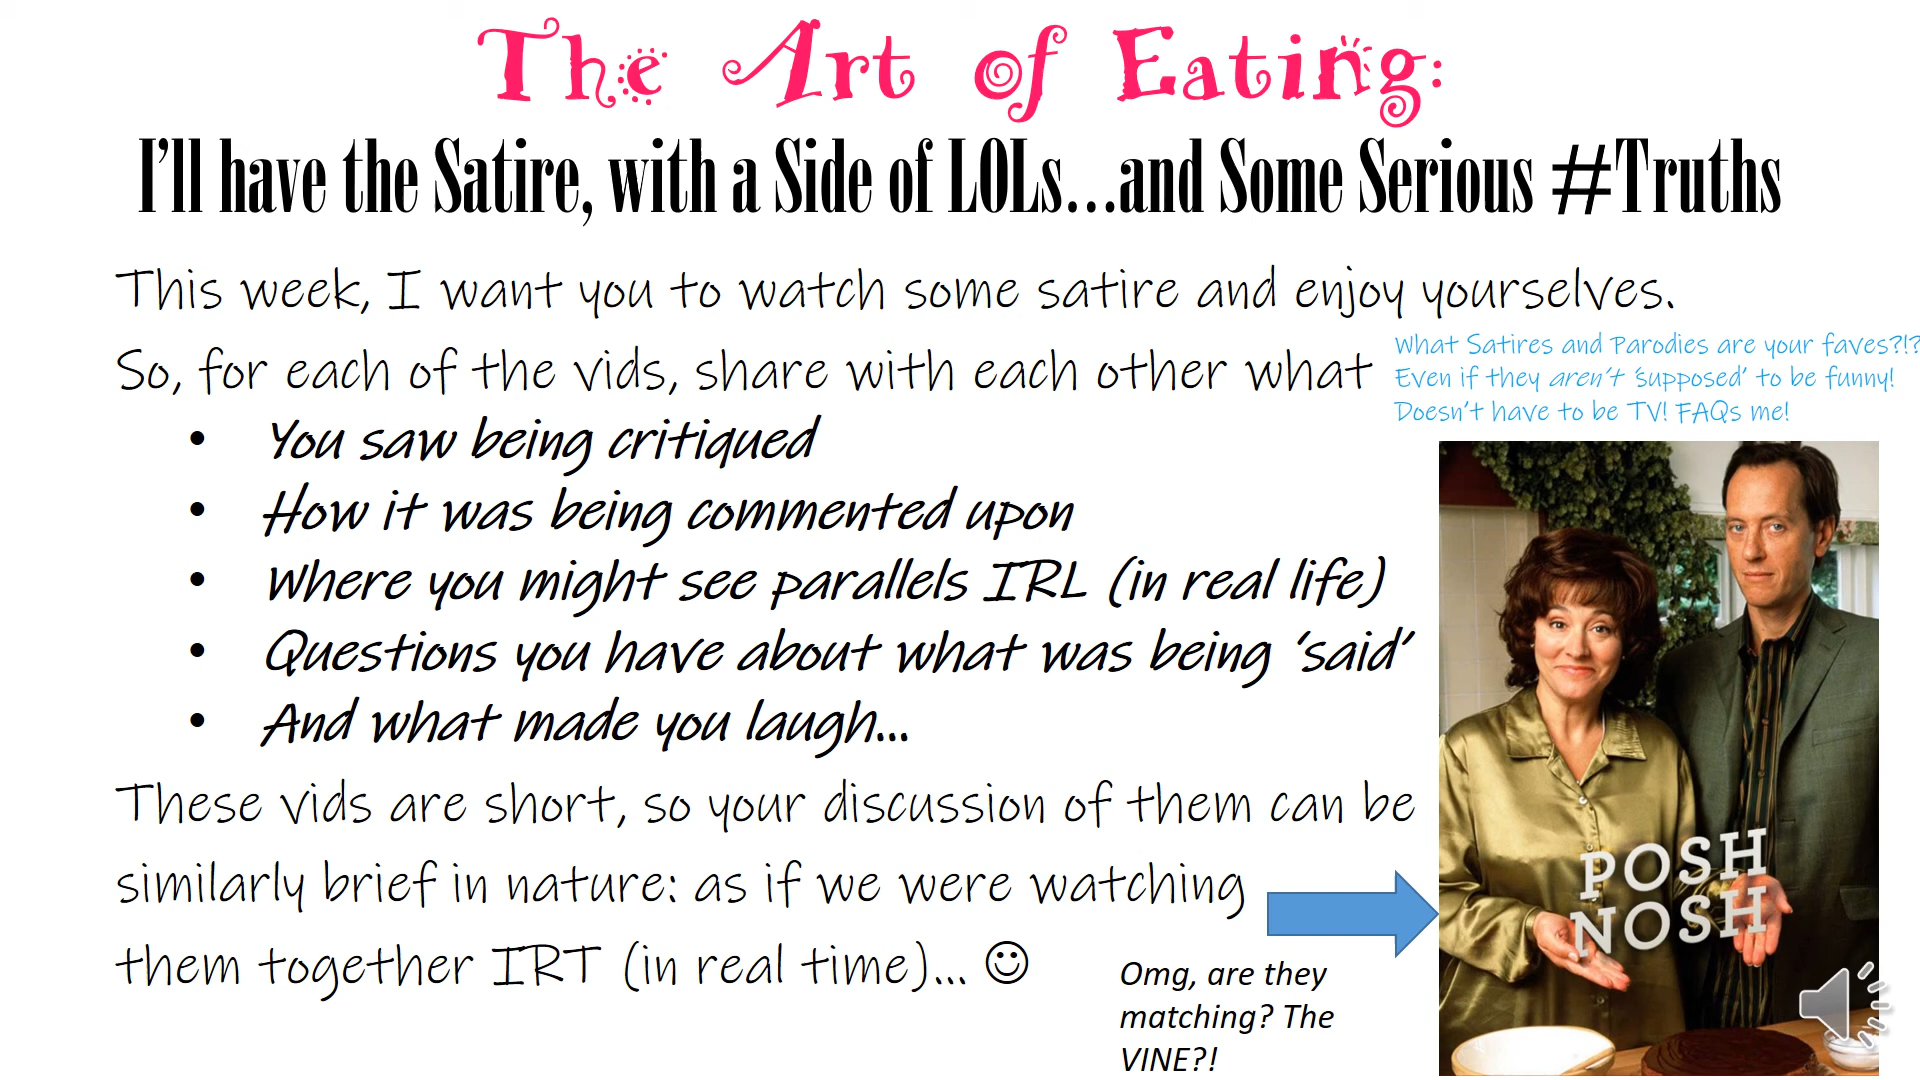 The Art of Eating:
I'll have the Satire, with a Side of LOLs...and Some Serious #Truths
This week, I want you to watch some satire and enjoy yourselves.
So, for each of the vids, share with each other what
• You saw being critiqued
• How it was being commented upon
• Where you might see parallels IRL (in real life)
• Questions you have about what was being ‘said’
• And what made you laugh...
These vids are short, so your discussion of them can be
similarly brief in nature: as if we were watching
them together IRT (in real time)... ☺
What Satires and Parodies are your faves?!?
Even if they aren’t ‘supposed’ to be funny!
Doesn’t have to be TV! FAQs me!
POSH
NOSH
Omg, are they
matching? The
VINE?!